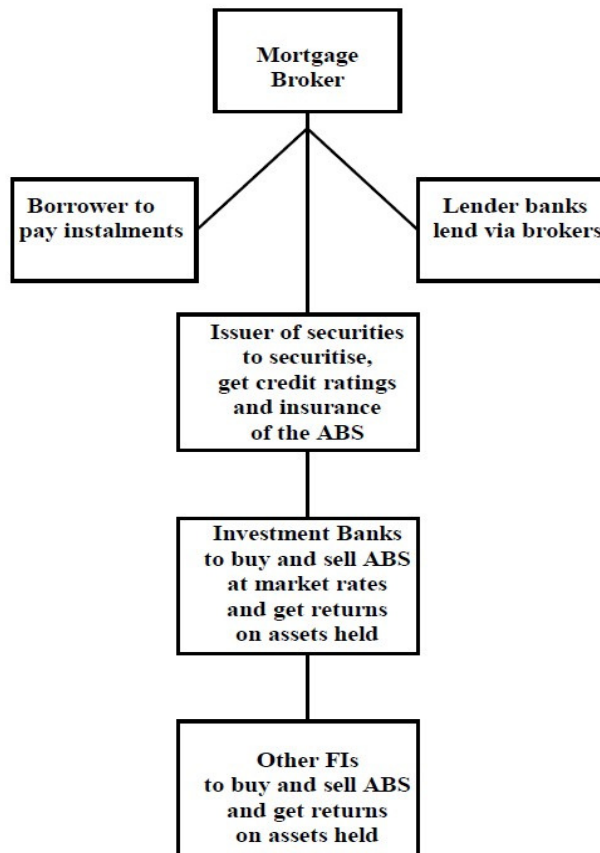 Mortgage
Broker
Borrower to
pay instalments
Lender banks
lend via brokers
Issuer of securities
to securitise,
get credit ratings
and insurance
of the ABS
Investment Banks
to buy and sell ABS
at market rates
and get returns
on assets held
Other FIs
to buy and sell ABS
and get returns
on assets held